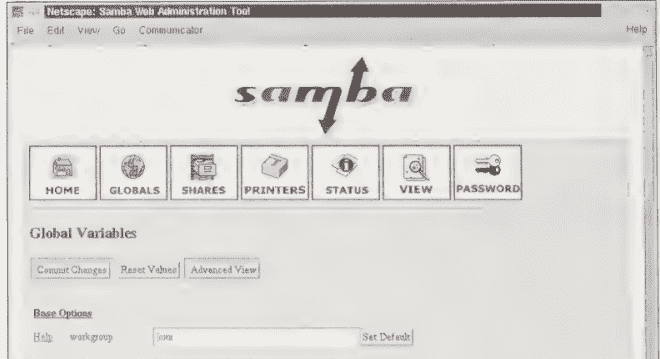 Netscape: Samba Web Administration Tool
File Edit View Go Communicator Help
samba
HOME GLOBALS SHARES PRINTERS STATUS VIEW PASSWORD
Global Variables
Commit Changes Reset Values Advanced View
Base Options
Help workgroup Set Default